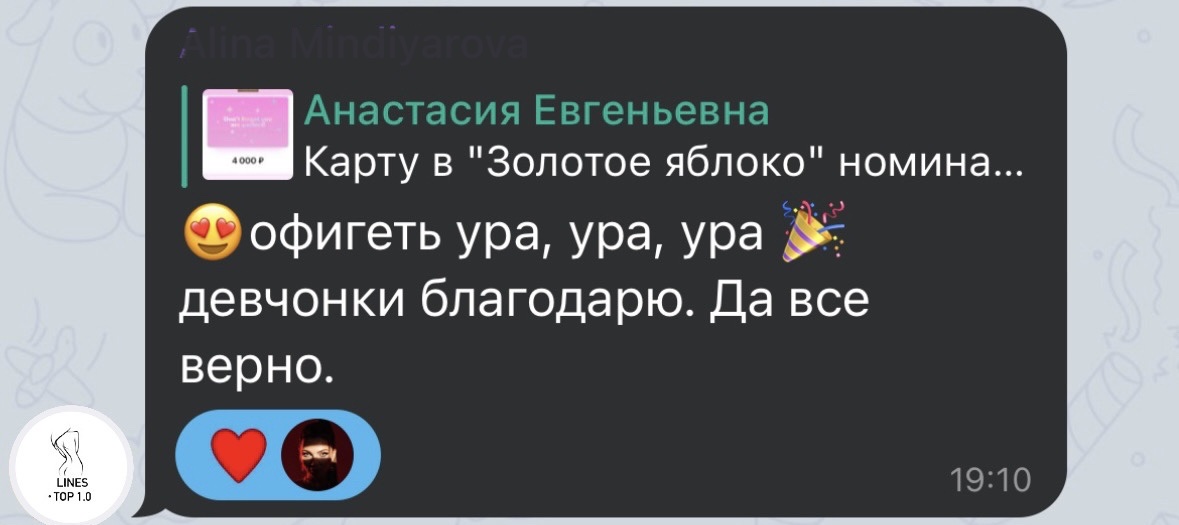 Alina Mindiyarova
4 000 ₽
Анастасия Евгеньевна
Карту в "Золотое яблоко" номина...
😍офигеть ура, ура, ура 🎉
девчонки благодарю. Да все
верно.
❤️
19:10
LINES
• TOP 1.0